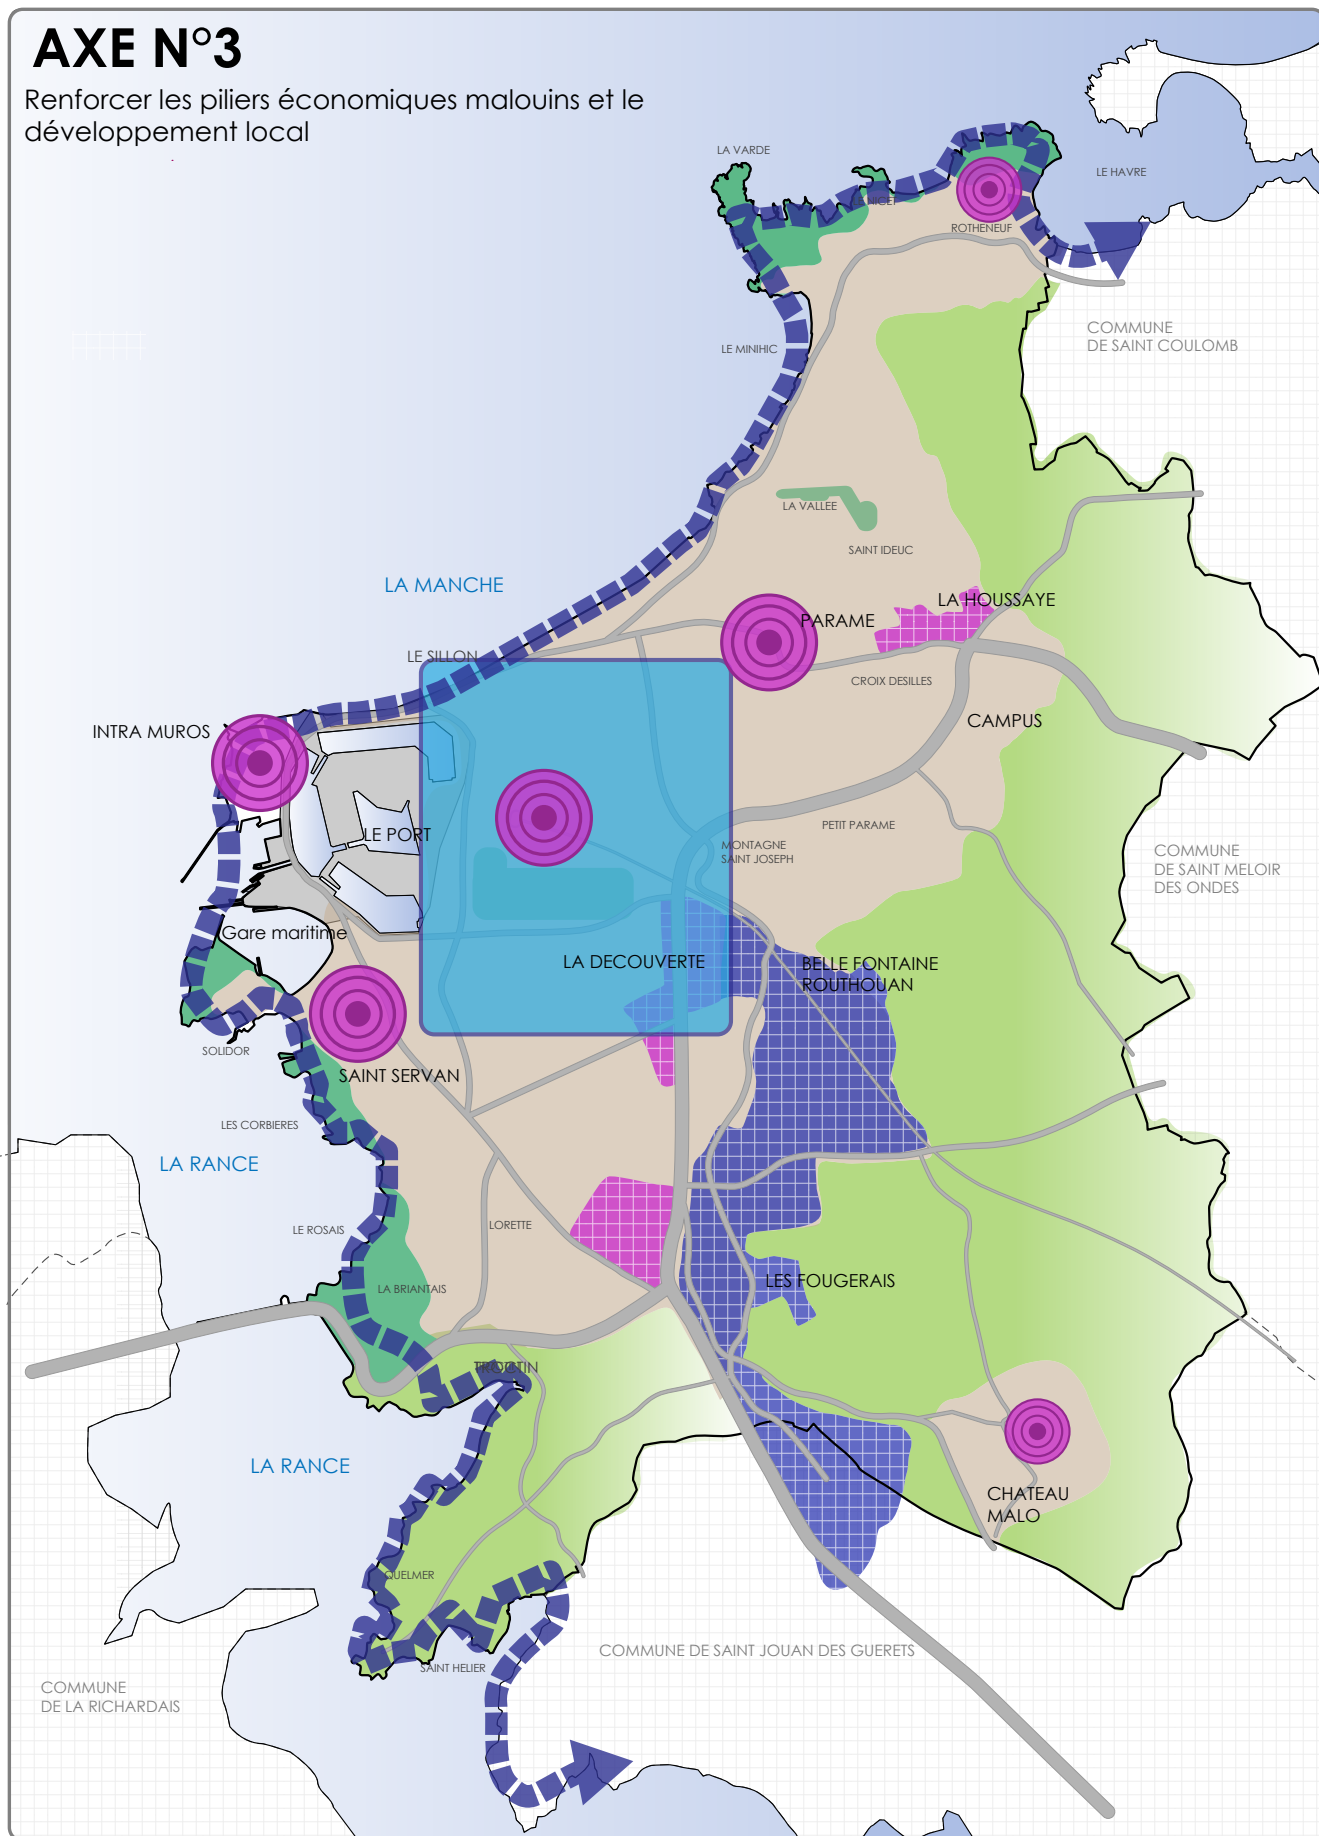 AXE N°3
Renforcer les piliers économiques malouins et le
développement local
LA VARDE
LE HAVRE
LE NICET
ROTHENEUF
COMMUNE
DE SAINT COULOMB
LE MINIHIC
LA VALLEE
SAINT IDEUC
LA MANCHE
LA HOUSSAYE
PARAME
LE SILLON
CROIX DESILLES
CAMPUS
INTRA MUROS
LE PORT
PETIT PARAME
MONTAGNE
SAINT JOSEPH
COMMUNE
DE SAINT MELOIR
DES ONDES
Gare maritime
LA DECOUVERTE
BELLE FONTAINE
ROUTHOUAN
SOLIDOR
SAINT SERVAN
LES CORBIERES
LA RANCE
LE ROSAIS
LORETTE
LA BRIANTAIS
LES FOUGERAIS
LA RANCE
CHATEAU
MALO
QUELMER
SAINT HELIER
COMMUNE DE SAINT JOUAN DES GUERETS
COMMUNE
DE LA RICHARDAIS